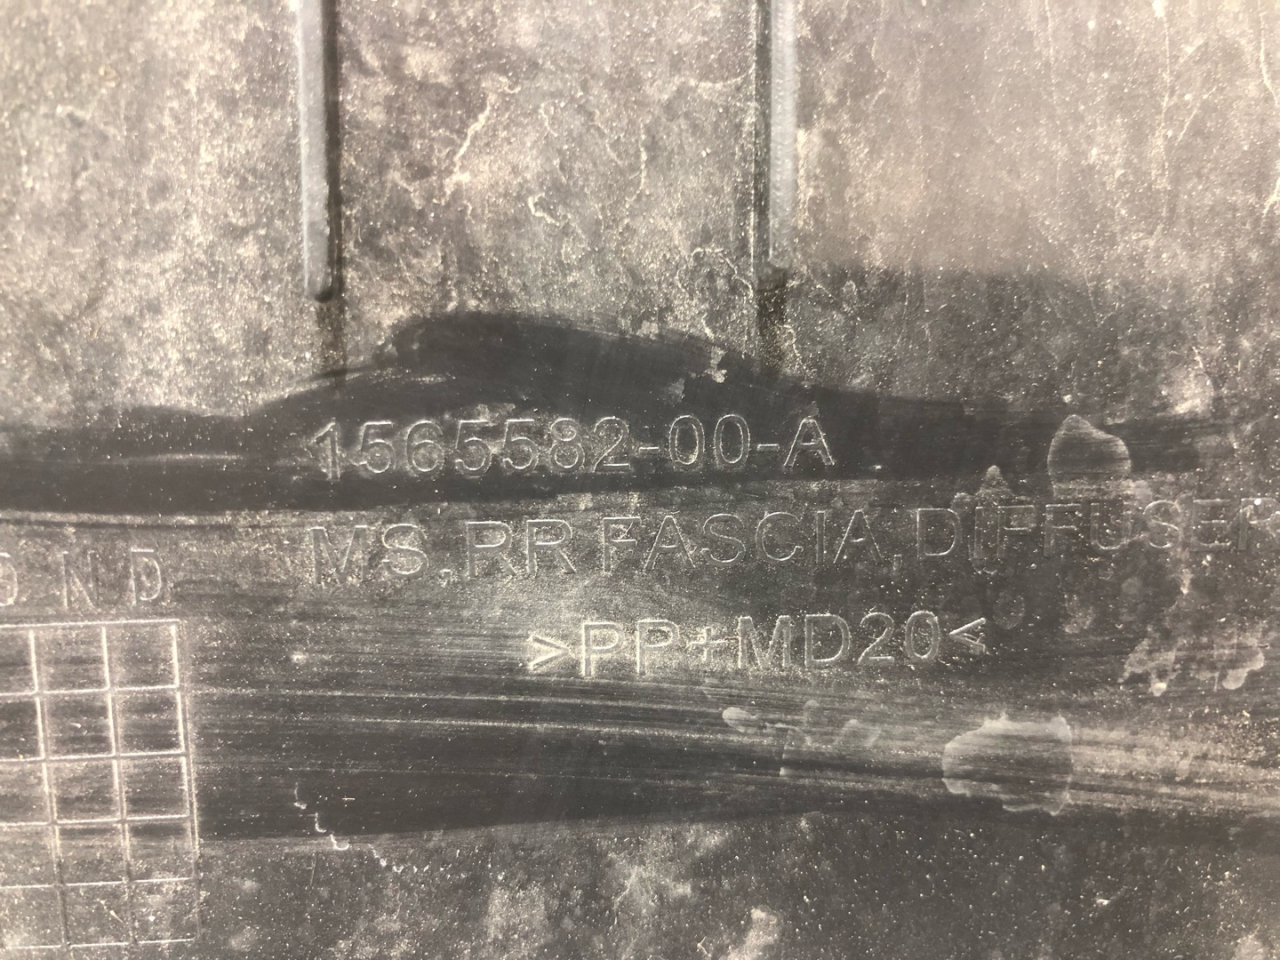 1565582-00-A
MS,RR FASCIA,DIFFUSER
O N D
>PP+MD20<